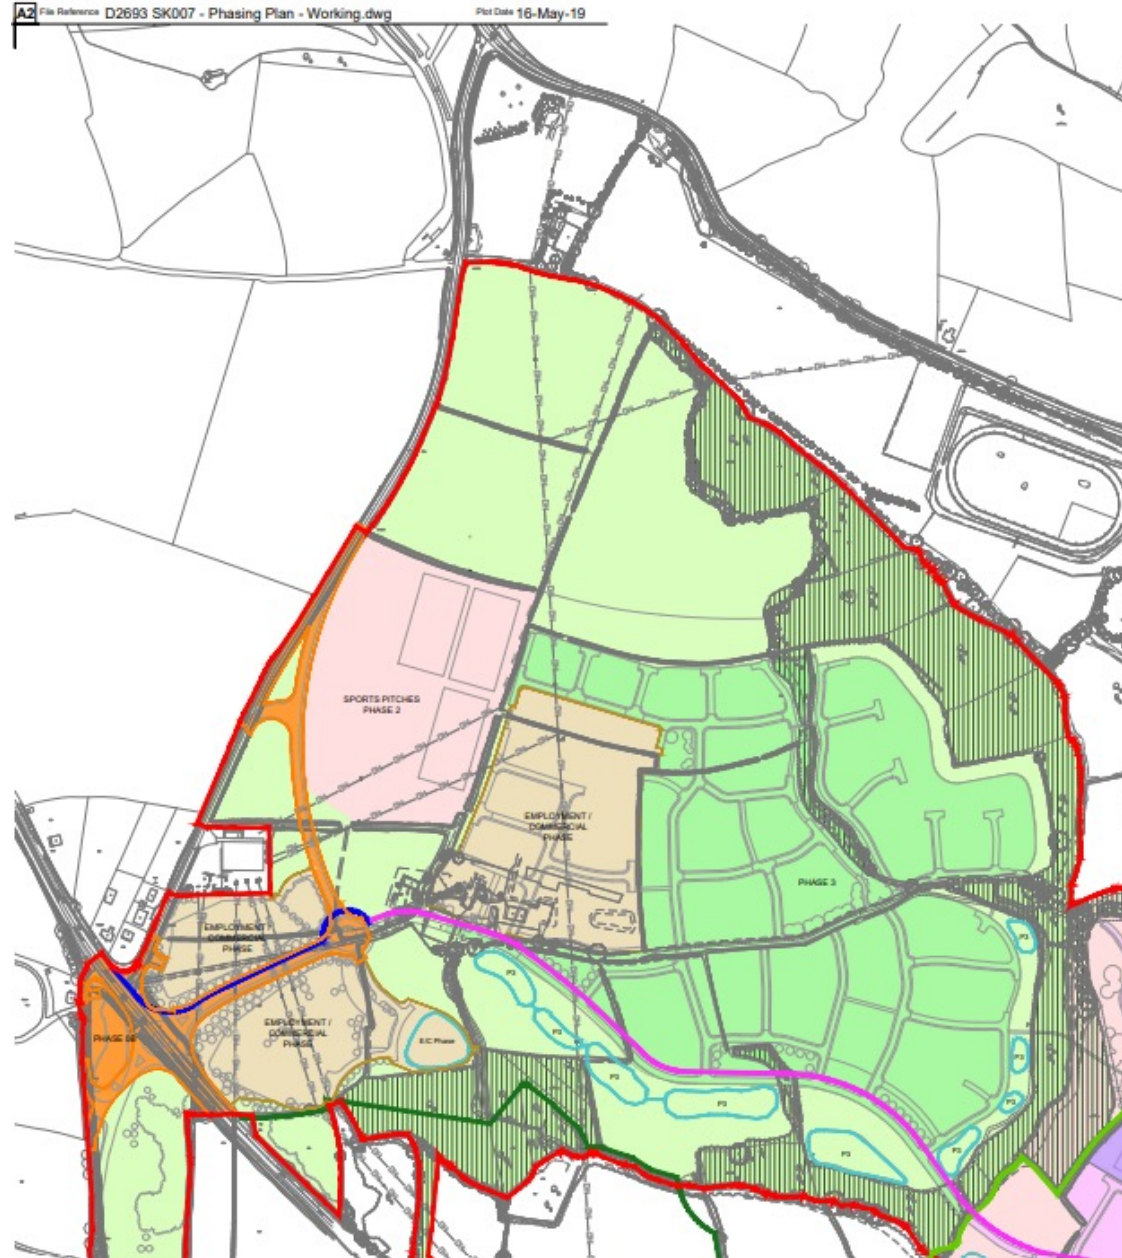 A2 File Reference D2693 SK007 - Phasing Plan - Working.dwg Plot Date 16-May-19
SPORTS PITCHES
PHASE 2
EMPLOYMENT /
COMMERCIAL
PHASE
PHASE 3
EMPLOYMENT /
COMMERCIAL
PHASE
EMPLOYMENT /
COMMERCIAL
PHASE
PHASE 0B
E/C Phase
P3
P3
P3
P3
P3
P3
P3
P3
P3